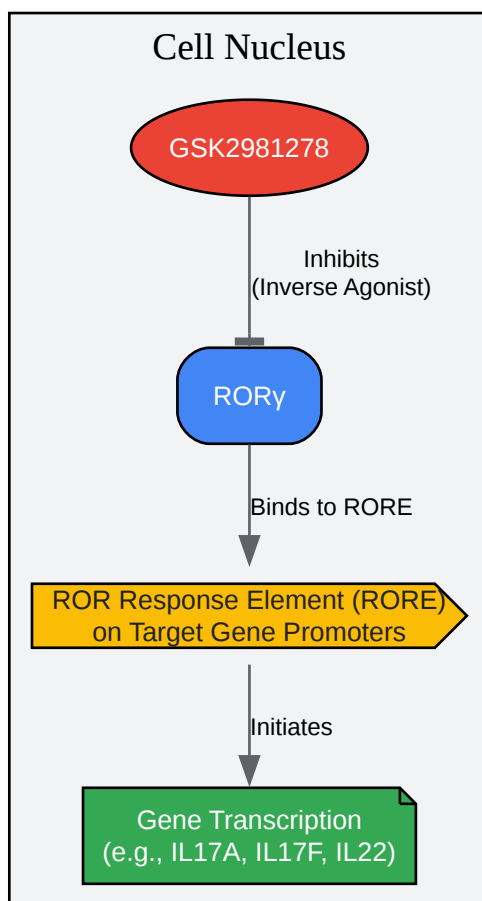 Cell Nucleus
GSK2981278
Inhibits
(Inverse Agonist)
RORγ
Binds to RORE
ROR Response Element (RORE)
on Target Gene Promoters
Initiates
Gene Transcription
(e.g., IL17A, IL17F, IL22)